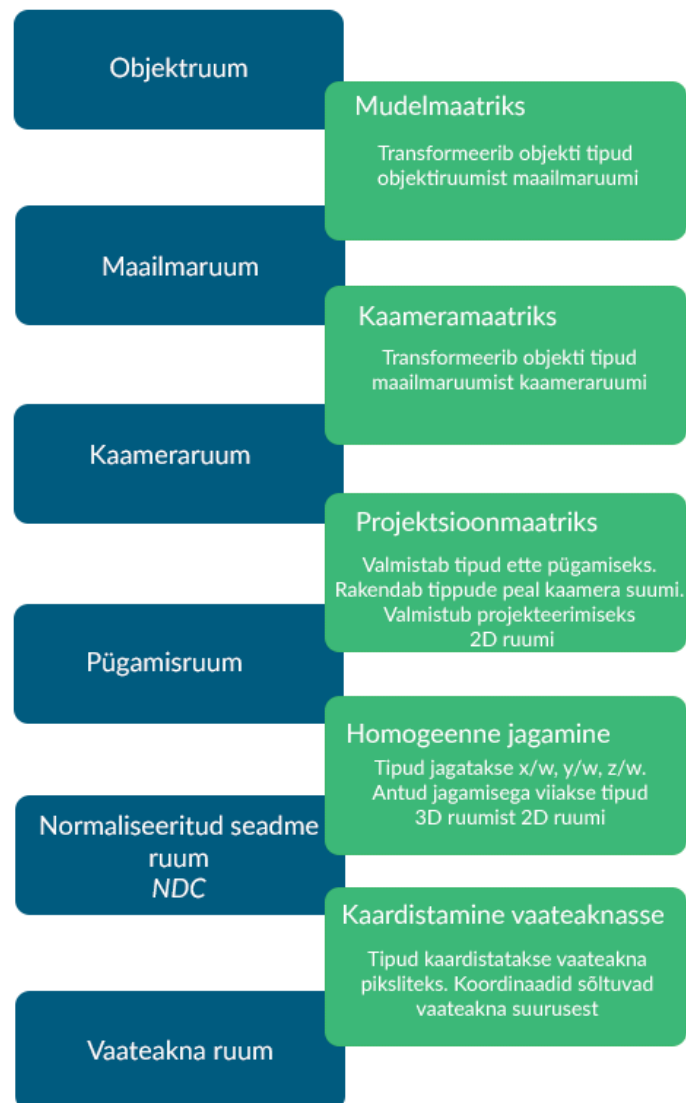 Objektruum
Mudelmaatriks
Transformeerib objekti tipud
objektiruumist maailmaruumi
Maailmaruum
Kaameramaatriks
Transformeerib objekti tipud
maailmaruumist kaameraruumi
Kaameraruum
Projektsioonmaatriks
Valmistab tipud ette pügamiseks.
Rakendab tippude peal kaamera suumi.
Valmistub projekteerimiseks
2D ruumi
Pügamisruum
Homogeenne jagamine
Tipud jagatakse x/w, y/w, z/w.
Antud jagamisega viiakse tipud
3D ruumist 2D ruumi
Normaliseeritud seadme
ruum
NDC
Kaardistamine vaateaknasse
Tipud kaardistatakse vaateakna
piksliteks. Koordinaadid sõltuvad
vaateakna suurusest
Vaateakna ruum